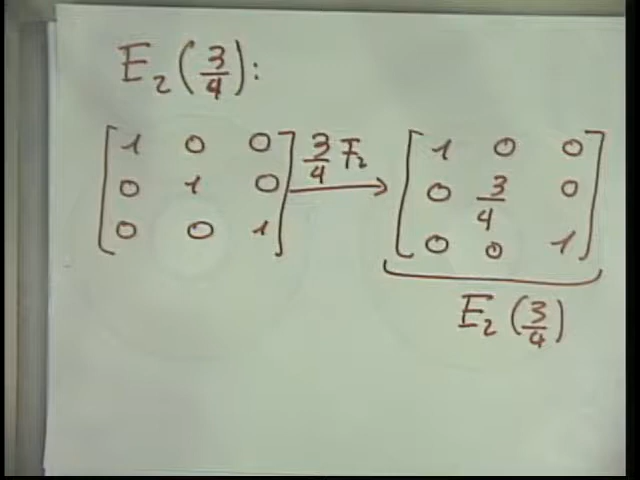 E₂(3/4):
[1 0 0; 0 1 0; 0 0 1] 3/4 F₂ → [1 0 0; 0 3/4 0; 0 0 1]
E₂(3/4)